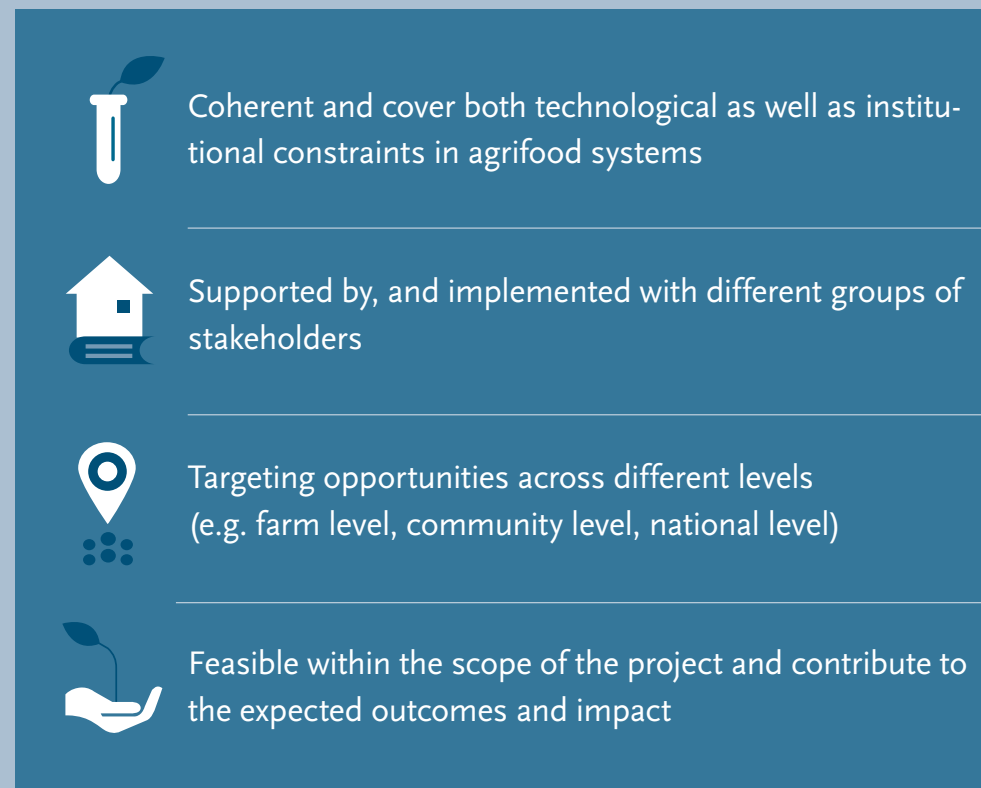 Coherent and cover both technological as well as institu-
tional constraints in agrifood systems
Supported by, and implemented with different groups of
stakeholders
Targeting opportunities across different levels
(e.g. farm level, community level, national level)
Feasible within the scope of the project and contribute to
the expected outcomes and impact